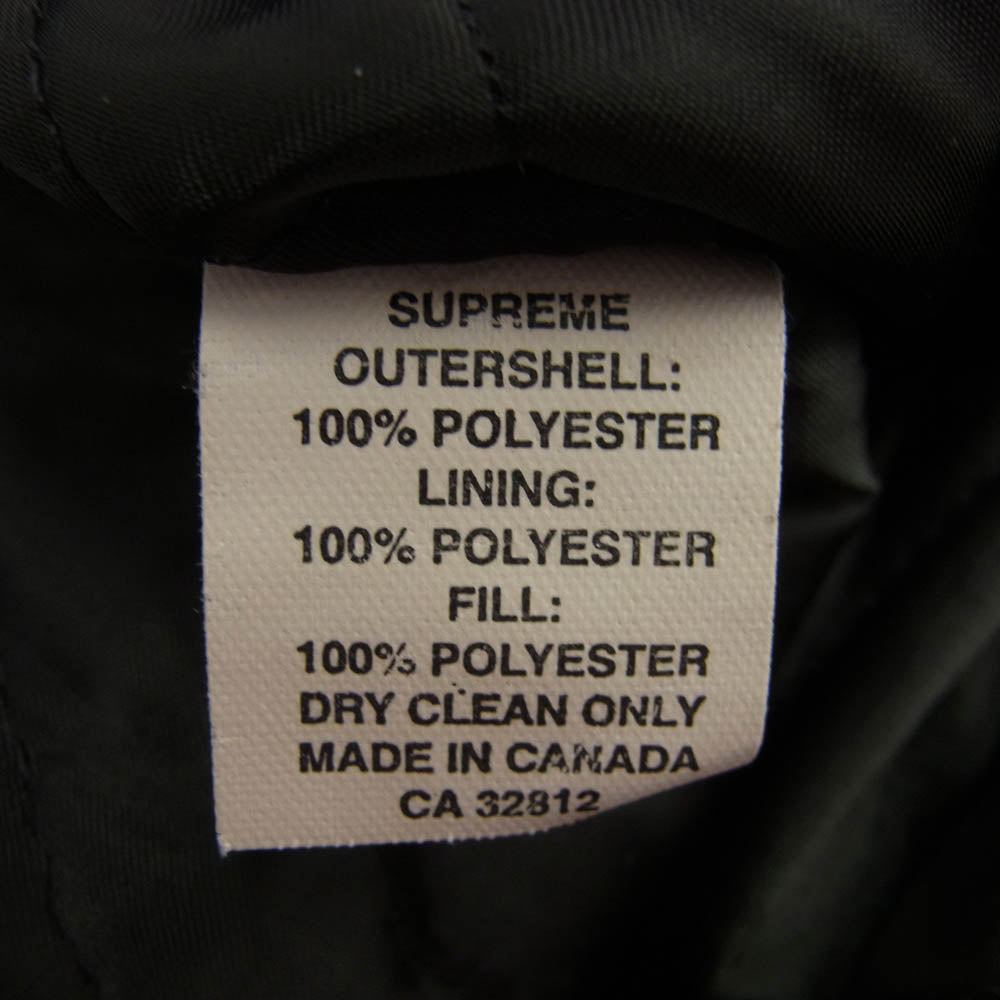 SUPREME
OUTERSHELL:
100% POLYESTER
LINING:
100% POLYESTER
FILL:
100% POLYESTER
DRY CLEAN ONLY
MADE IN CANADA
CA 32812